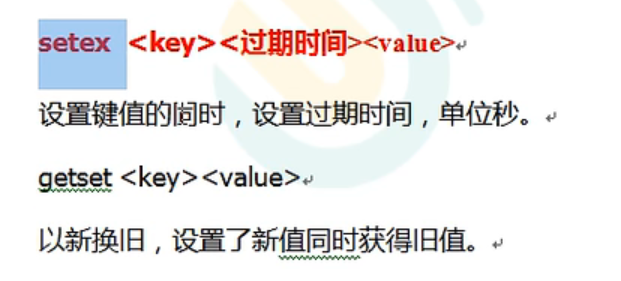 setex <key><过期时间><value>
设置键值的同时，设置过期时间，单位秒。
getset <key><value>
以新换旧，设置了新值同时获得旧值。